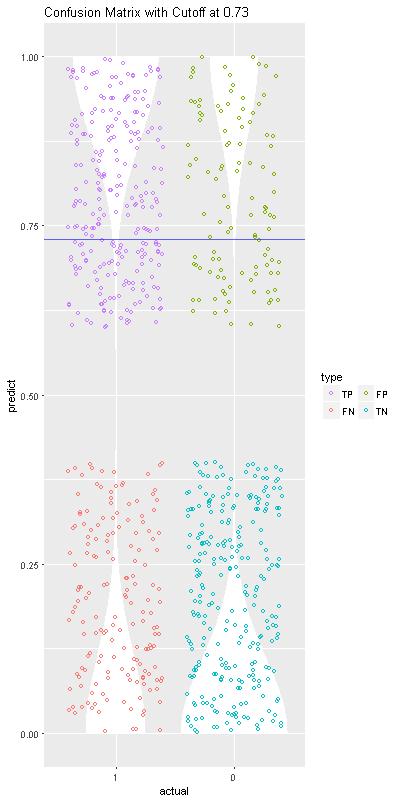 Confusion Matrix with Cutoff at 0.73
1.00
0.75
0.50
0.25
0.00
predict
1 0
actual
type
TP FP
FN TN